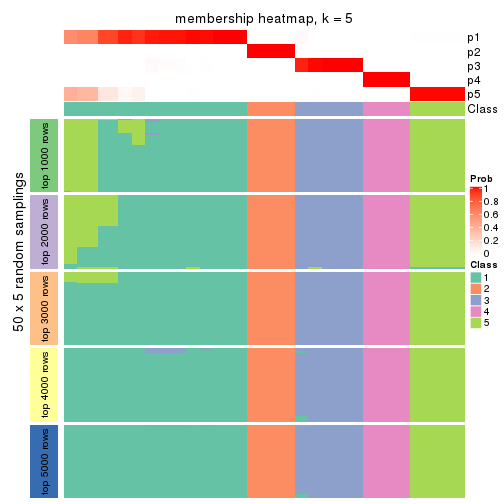 membership heatmap, k = 5
p1
p2
p3
p4
p5
Class
50 x 5 random samplings
top 1000 rows
top 2000 rows
top 3000 rows
top 4000 rows
top 5000 rows
Prob
1
0.8
0.6
0.4
0.2
0
Class
1
2
3
4
5